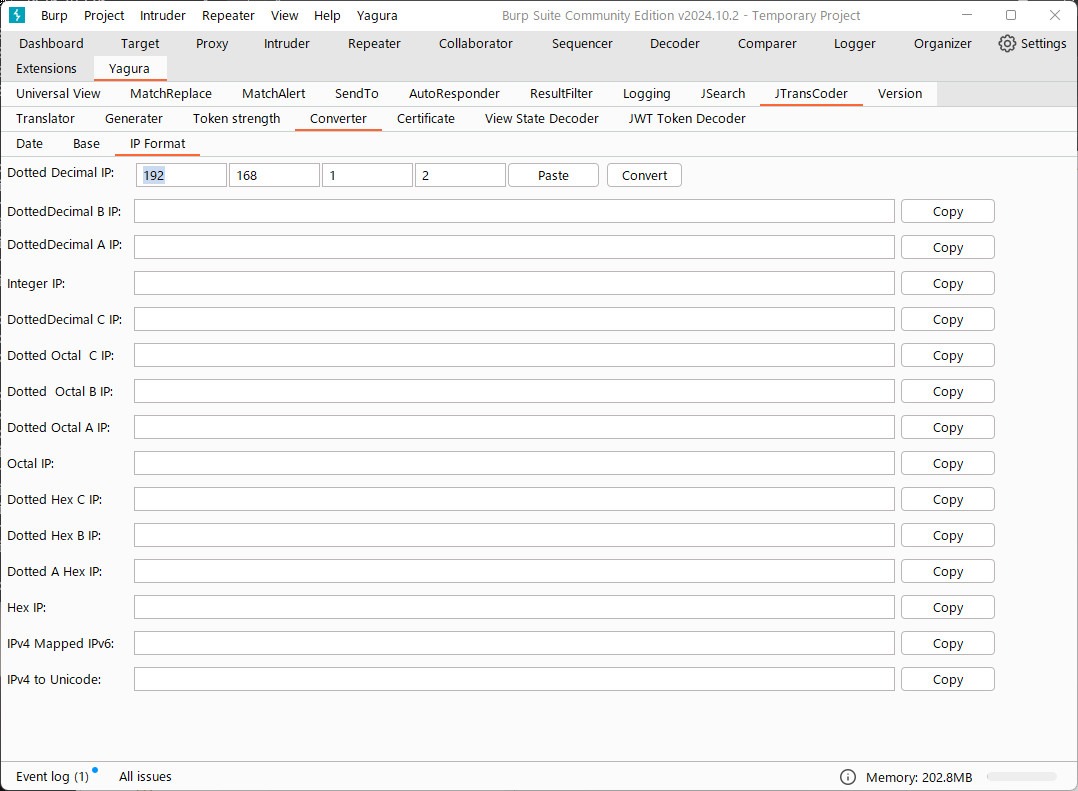 Burp Project Intruder Repeater View Help Yagura Burp Suite Community Edition v2024.10.2 - Temporary Project
Dashboard Target Proxy Intruder Repeater Collaborator Sequencer Decoder Comparer Logger Organizer Settings
Extensions Yagura
Universal View MatchReplace MatchAlert SendTo AutoResponder ResultFilter Logging JSearch JTransCoder Version
Translator Generater Token strength Converter Certificate View State Decoder JWT Token Decoder
Date Base IP Format
Dotted Decimal IP: 192 168 1 2 Paste Convert
DottedDecimal B IP: Copy
DottedDecimal A IP: Copy
Integer IP: Copy
DottedDecimal C IP: Copy
Dotted Octal  C IP: Copy
Dotted  Octal B IP: Copy
Dotted Octal A IP: Copy
Octal IP: Copy
Dotted Hex C IP: Copy
Dotted Hex B IP: Copy
Dotted A Hex IP: Copy
Hex IP: Copy
IPv4 Mapped IPv6: Copy
IPv4 to Unicode: Copy
Event log (1) All issues Memory: 202.8MB